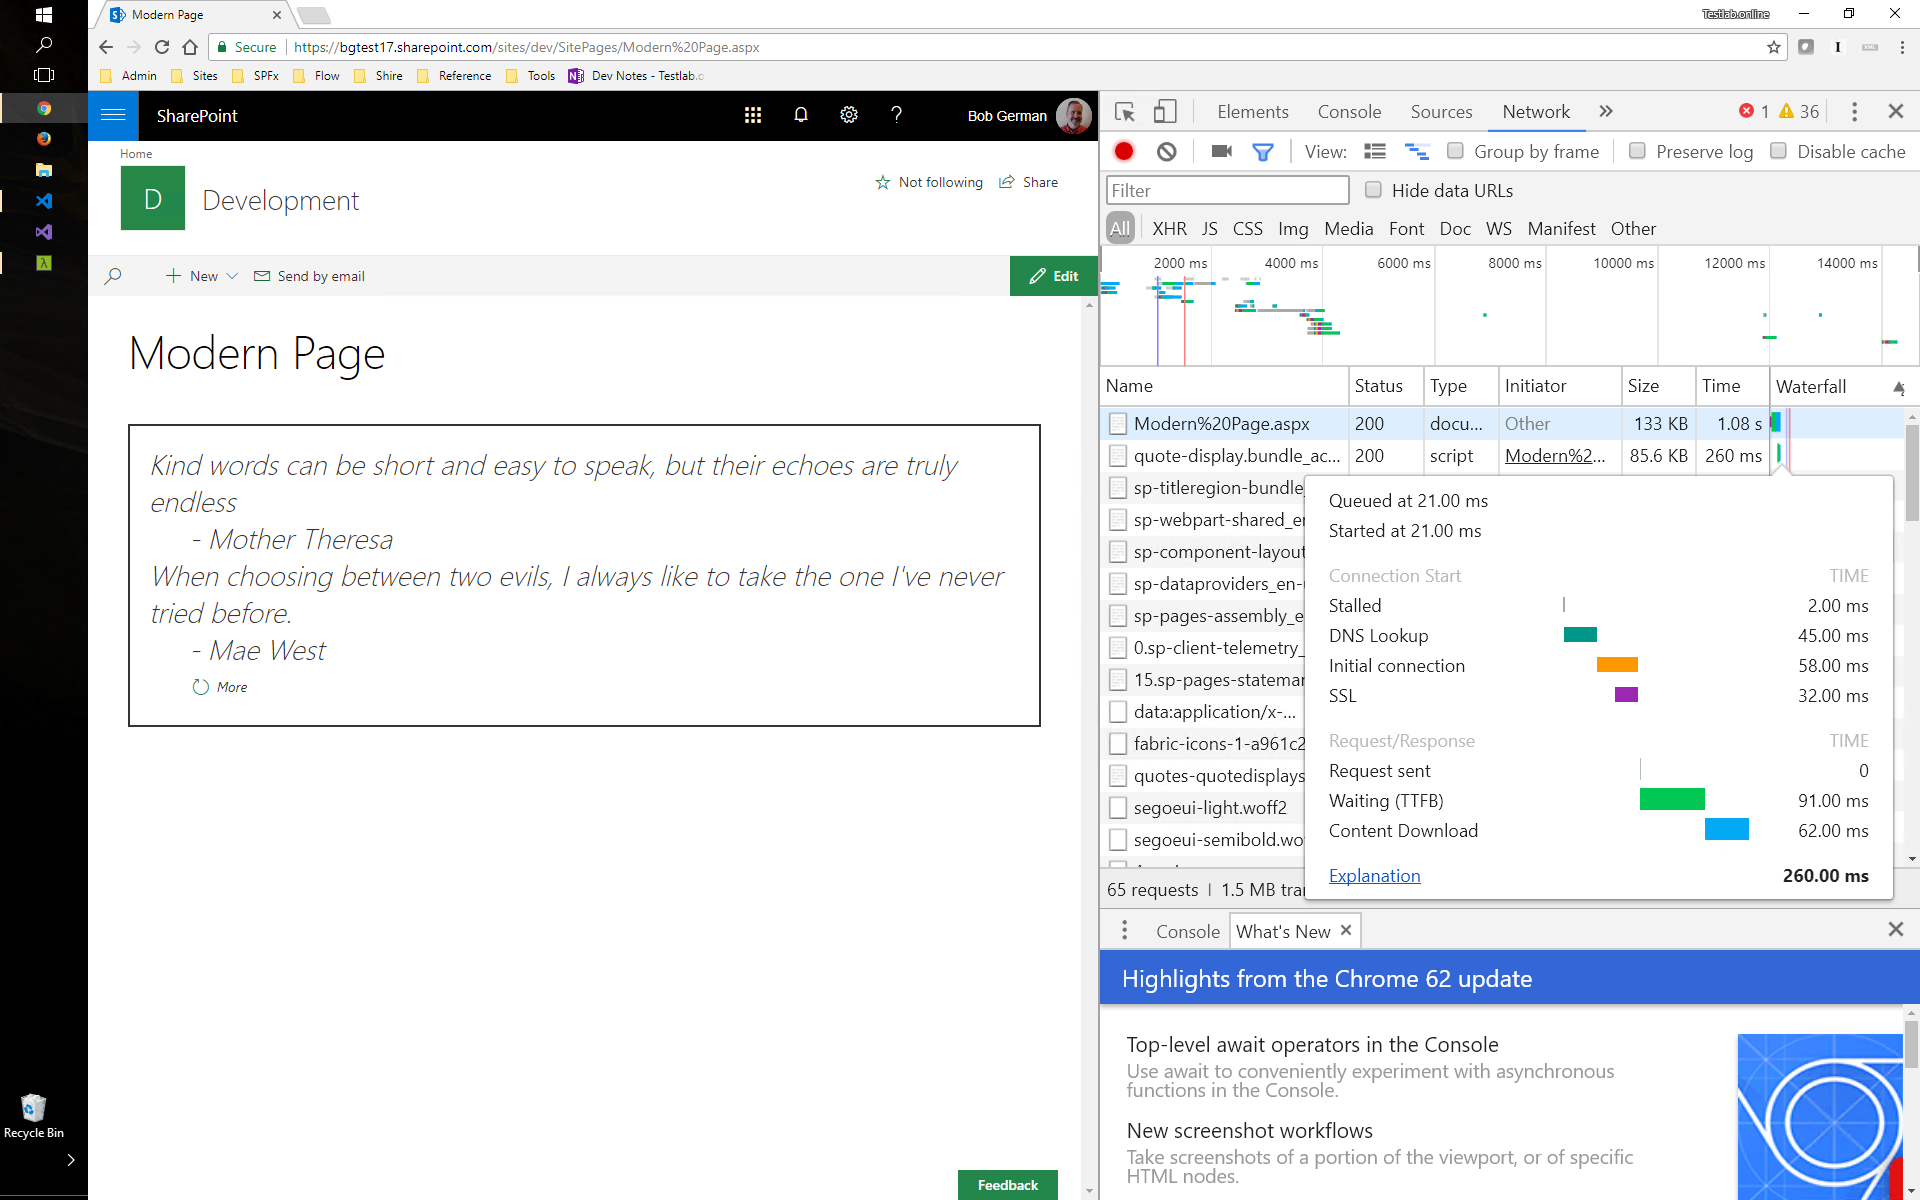 Modern Page
Testlab.online
Secure
https://bgtest17.sharepoint.com/sites/dev/SitePages/Modern%20Page.aspx
Admin Sites SPFx Flow Shire Reference Tools Dev Notes - Testlab.o
SharePoint
Bob German
Home
D
Development
Not following
Share
New
Send by email
Edit
Modern Page
Kind words can be short and easy to speak, but their echoes are truly
endless
- Mother Theresa
When choosing between two evils, I always like to take the one I've never
tried before.
- Mae West
More
Feedback
Recycle Bin
Elements Console Sources Network 1 36
View: Group by frame Preserve log Disable cache
Filter
Hide data URLs
All XHR JS CSS Img Media Font Doc WS Manifest Other
2000 ms 4000 ms 6000 ms 8000 ms 10000 ms 12000 ms 14000 ms
Name Status Type Initiator Size Time Waterfall
Modern%20Page.aspx 200 docu... Other 133 KB 1.08 s
quote-display.bundle_ac... 200 script Modern%2... 85.6 KB 260 ms
sp-titleregion-bundle_
sp-webpart-shared_en
sp-component-layout
sp-dataproviders_en-u
sp-pages-assembly_e
0.sp-client-telemetry_
15.sp-pages-stateman
data:application/x-...
fabric-icons-1-a961c2
quotes-quotedisplays
segoeui-light.woff2
segoeui-semibold.wo
Queued at 21.00 ms
Started at 21.00 ms
Connection Start TIME
Stalled 2.00 ms
DNS Lookup 45.00 ms
Initial connection 58.00 ms
SSL 32.00 ms
Request/Response TIME
Request sent 0
Waiting (TTFB) 91.00 ms
Content Download 62.00 ms
Explanation 260.00 ms
65 requests | 1.5 MB tra
Console What's New
Highlights from the Chrome 62 update
Top-level await operators in the Console
Use await to conveniently experiment with asynchronous
functions in the Console.
New screenshot workflows
Take screenshots of a portion of the viewport, or of specific
HTML nodes.